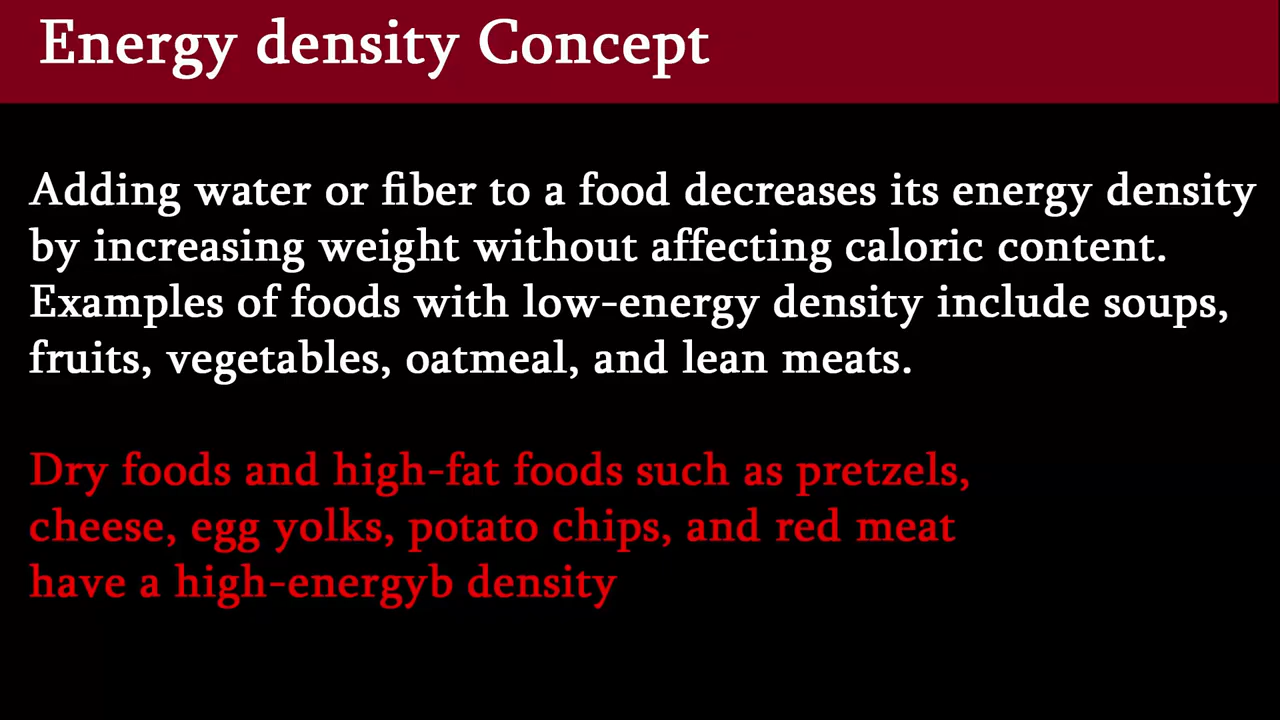 Energy density Concept
Adding water or fiber to a food decreases its energy density
by increasing weight without affecting caloric content.
Examples of foods with low-energy density include soups,
fruits, vegetables, oatmeal, and lean meats.
Dry foods and high-fat foods such as pretzels,
cheese, egg yolks, potato chips, and red meat
have a high-energyb density